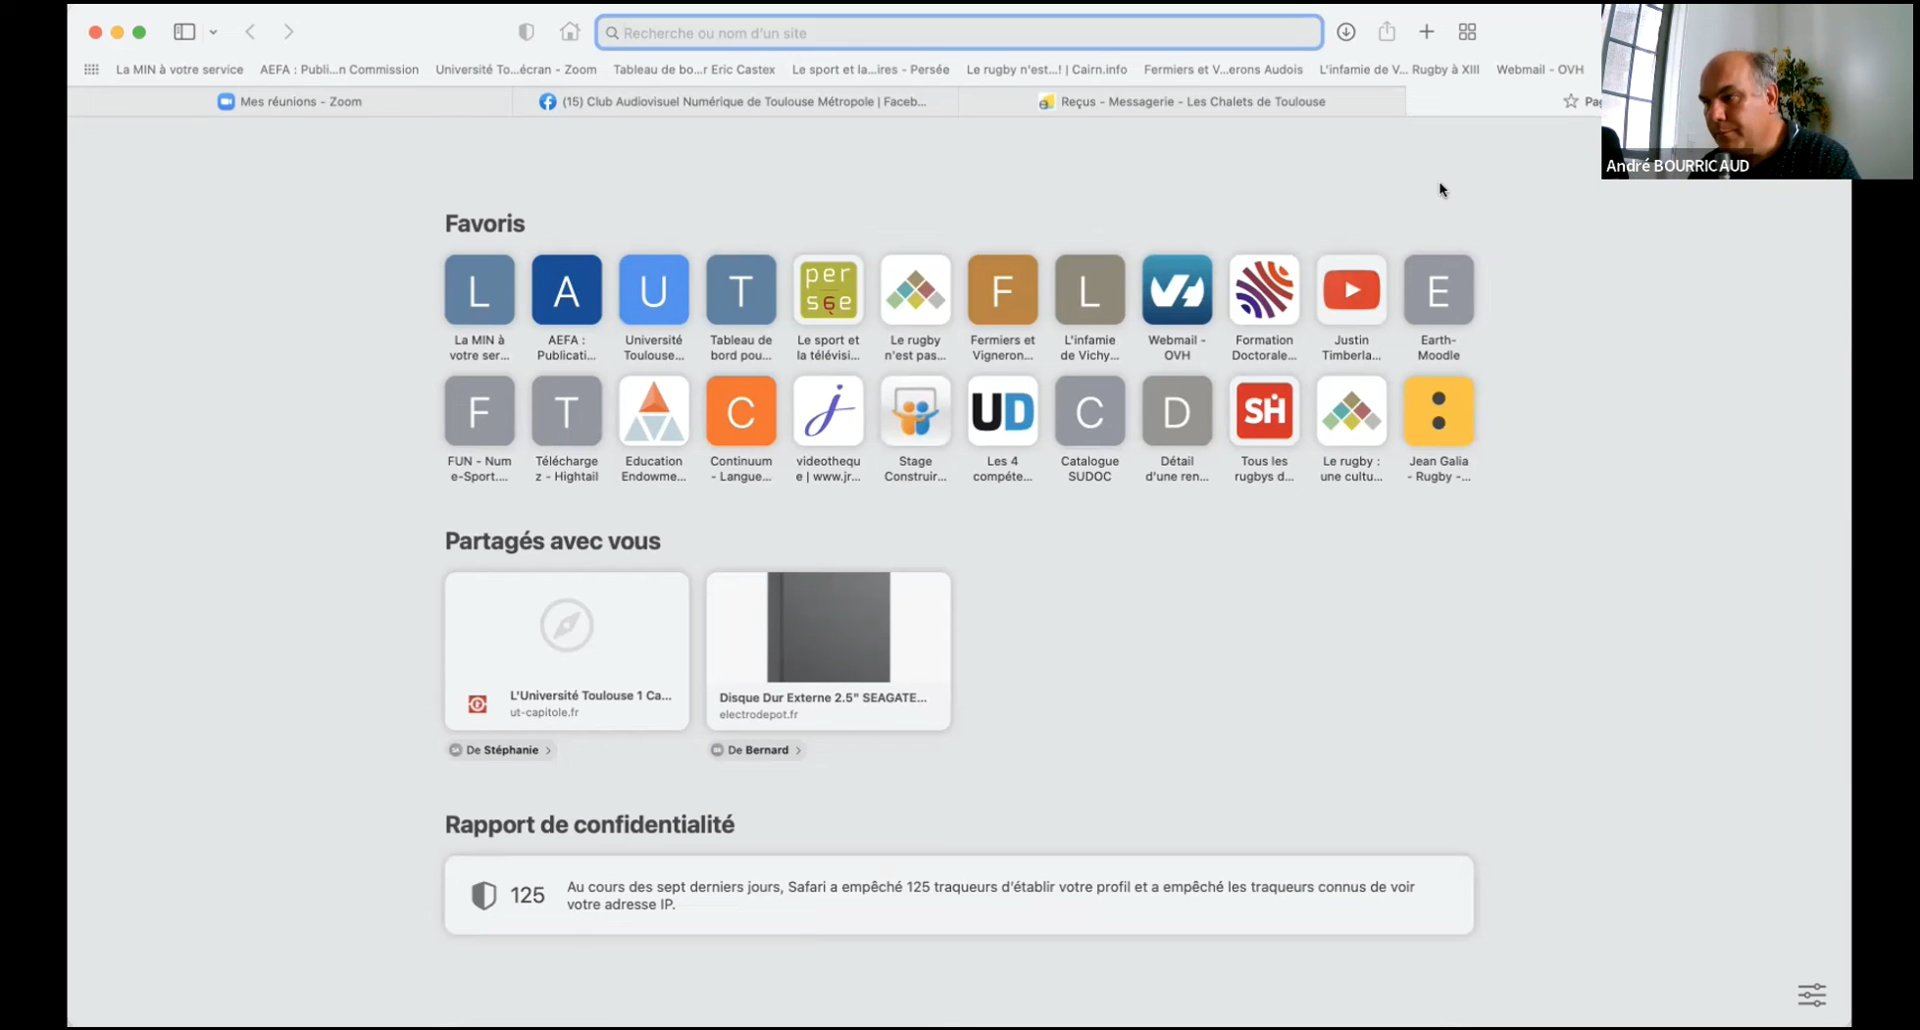 Recherche ou nom d'un site
La MIN à votre service
AEFA : Publi...n Commission
Université To...écran - Zoom
Tableau de bo...r Eric Castex
Le sport et la...ires - Persée
Le rugby n'est...! | Cairn.info
Fermiers et V...erons Audois
L'infamie de V... Rugby à XIII
Webmail - OVH
Mes réunions - Zoom
(15) Club Audiovisuel Numérique de Toulouse Métropole | Faceb...
Reçus - Messagerie - Les Chalets de Toulouse
André BOURRICAUD
Favoris
L
A
U
T
per
sée
F
L
E
La MIN à
votre ser...
AEFA :
Publicati...
Université
Toulouse...
Tableau de
bord pou...
Le sport et
la télévisi...
Le rugby
n'est pas...
Fermiers et
Vigneron...
L'infamie
de Vichy...
Webmail -
OVH
Formation
Doctorale...
Justin
Timberla...
Earth-
Moodle
F
T
C
j
UD
C
D
SH
FUN - Num
e-Sport....
Télécharge
z - Hightail
Education
Endowme...
Continuum
- Langue...
videothequ
e | www.jr...
Stage
Construir...
Les 4
compéte...
Catalogue
SUDOC
Détail
d'une ren...
Tous les
rugbys d...
Le rugby :
une cultu...
Jean Galia
- Rugby -...
Partagés avec vous
L'Université Toulouse 1 Ca...
ut-capitole.fr
Disque Dur Externe 2.5" SEAGATE...
electrodepot.fr
De Stéphanie
De Bernard
Rapport de confidentialité
125
Au cours des sept derniers jours, Safari a empêché 125 traqueurs d'établir votre profil et a empêché les traqueurs connus de voir
votre adresse IP.